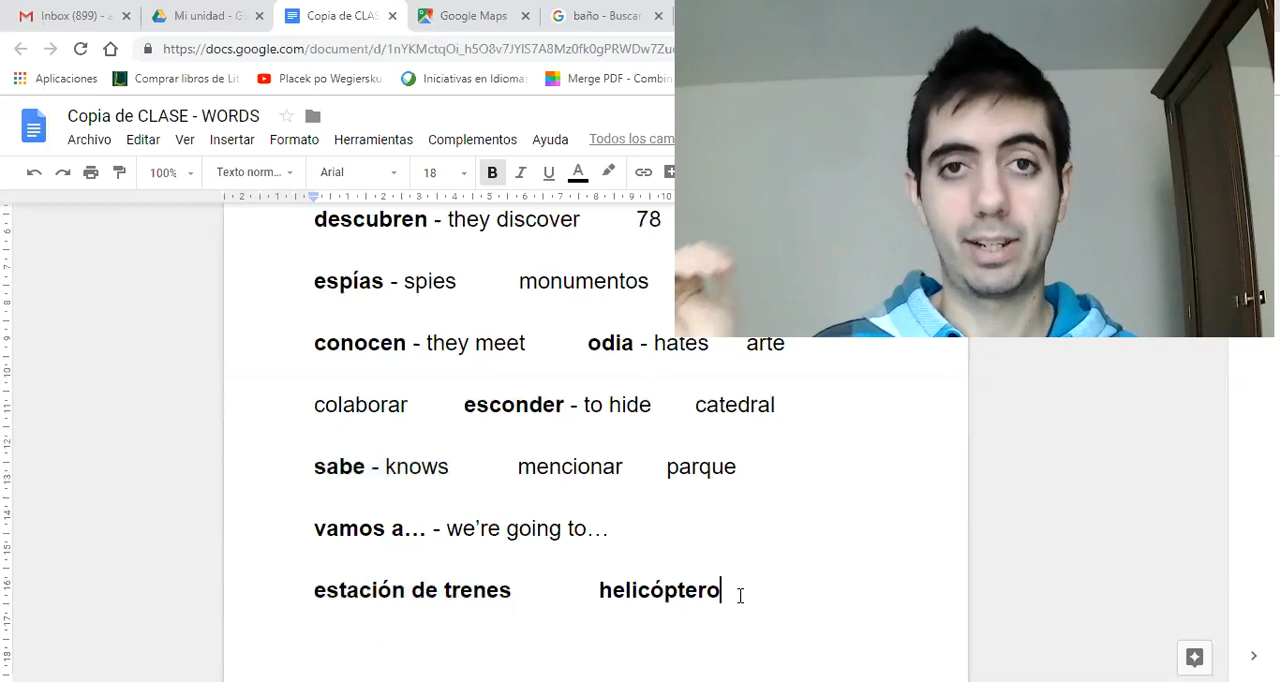 Inbox (899) - a
Mi unidad - G
Copia de CLA
Google Maps
baño - Buscar
https://docs.google.com/document/d/1nYKMctqOi_h5O8v7JYlS7A8Mz0fk0gPRWDw7Zu
Aplicaciones
Comprar libros de Lit
Placek po Wegiersku
Iniciativas en Idioma
Merge PDF - Combin
Copia de CLASE - WORDS
Archivo Editar Ver Insertar Formato Herramientas Complementos Ayuda Todos los cam
100% Texto norm... Arial 18 B I U A
descubren - they discover 78
espías - spies monumentos
conocen - they meet odia - hates arte
colaborar esconder - to hide catedral
sabe - knows mencionar parque
vamos a… - we’re going to…
estación de trenes helicóptero